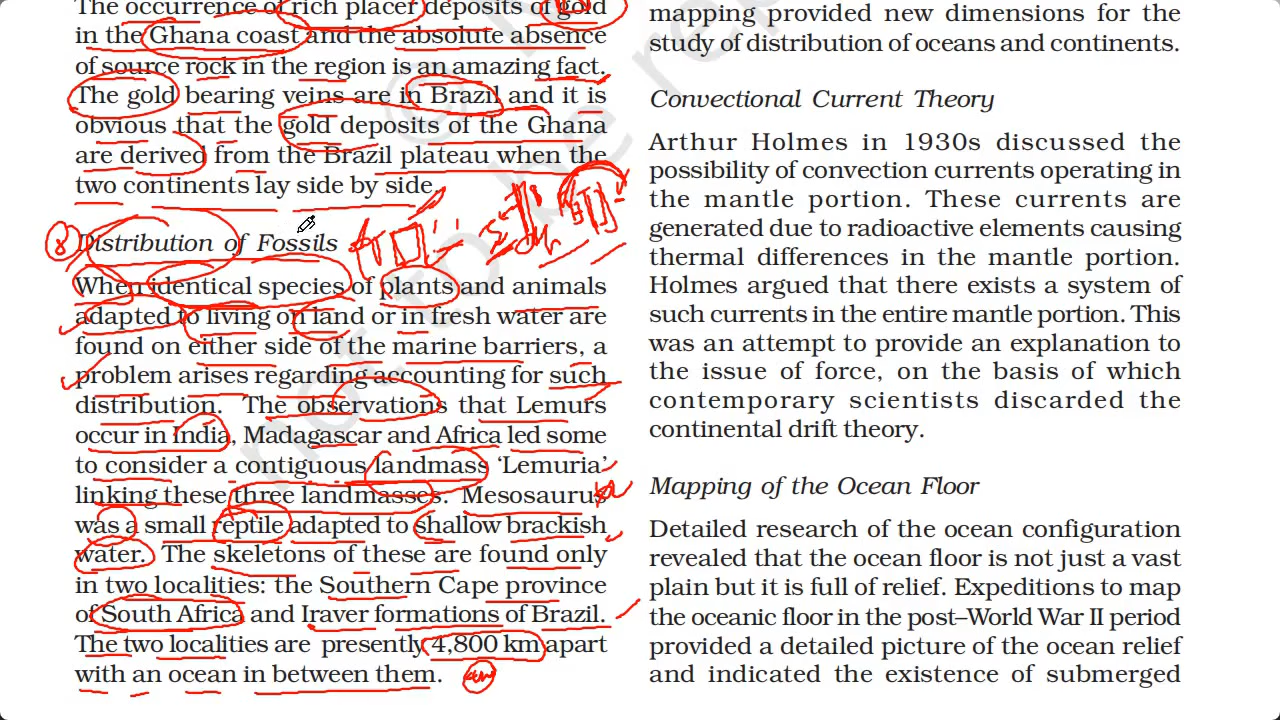 The occurrence of rich placer deposits of gold
in the Ghana coast and the absolute absence
of source rock in the region is an amazing fact.
The gold bearing veins are in Brazil and it is
obvious that the gold deposits of the Ghana
are derived from the Brazil plateau when the
two continents lay side by side.
Distribution of Fossils
When identical species of plants and animals
adapted to living on land or in fresh water are
found on either side of the marine barriers, a
problem arises regarding accounting for such
distribution. The observations that Lemurs
occur in India, Madagascar and Africa led some
to consider a contiguous landmass ‘Lemuria’
linking these three landmasses. Mesosaurus
was a small reptile adapted to shallow brackish
water. The skeletons of these are found only
in two localities: the Southern Cape province
of South Africa and Iraver formations of Brazil.
The two localities are presently 4,800 km apart
with an ocean in between them.
mapping provided new dimensions for the
study of distribution of oceans and continents.
Convectional Current Theory
Arthur Holmes in 1930s discussed the
possibility of convection currents operating in
the mantle portion. These currents are
generated due to radioactive elements causing
thermal differences in the mantle portion.
Holmes argued that there exists a system of
such currents in the entire mantle portion. This
was an attempt to provide an explanation to
the issue of force, on the basis of which
contemporary scientists discarded the
continental drift theory.
Mapping of the Ocean Floor
Detailed research of the ocean configuration
revealed that the ocean floor is not just a vast
plain but it is full of relief. Expeditions to map
the oceanic floor in the post–World War II period
provided a detailed picture of the ocean relief
and indicated the existence of submerged